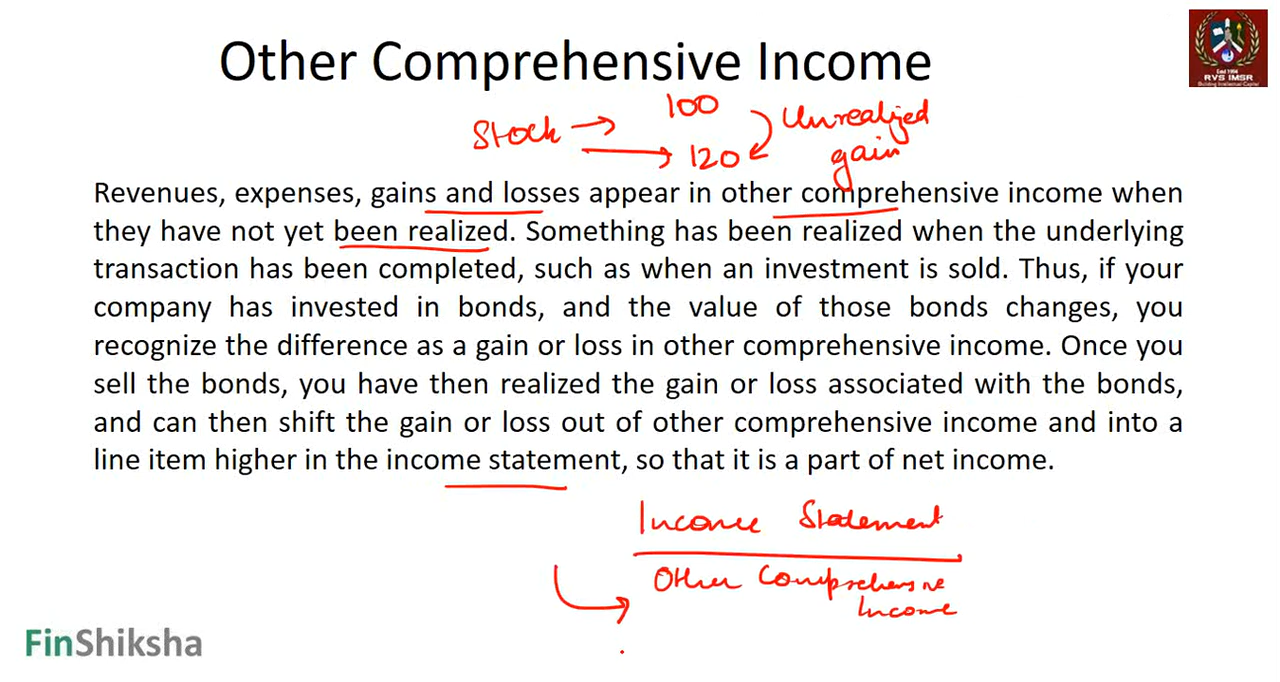 Other Comprehensive Income
Estd 1994
RVS IMSR
Building Intellectual Capital
Stock → 100
→ 120
Unrealized
gain
Revenues, expenses, gains and losses appear in other comprehensive income when
they have not yet been realized. Something has been realized when the underlying
transaction has been completed, such as when an investment is sold. Thus, if your
company has invested in bonds, and the value of those bonds changes, you
recognize the difference as a gain or loss in other comprehensive income. Once you
sell the bonds, you have then realized the gain or loss associated with the bonds,
and can then shift the gain or loss out of other comprehensive income and into a
line item higher in the income statement, so that it is a part of net income.
Income Statement
Other Comprehensive
Income
FinShiksha